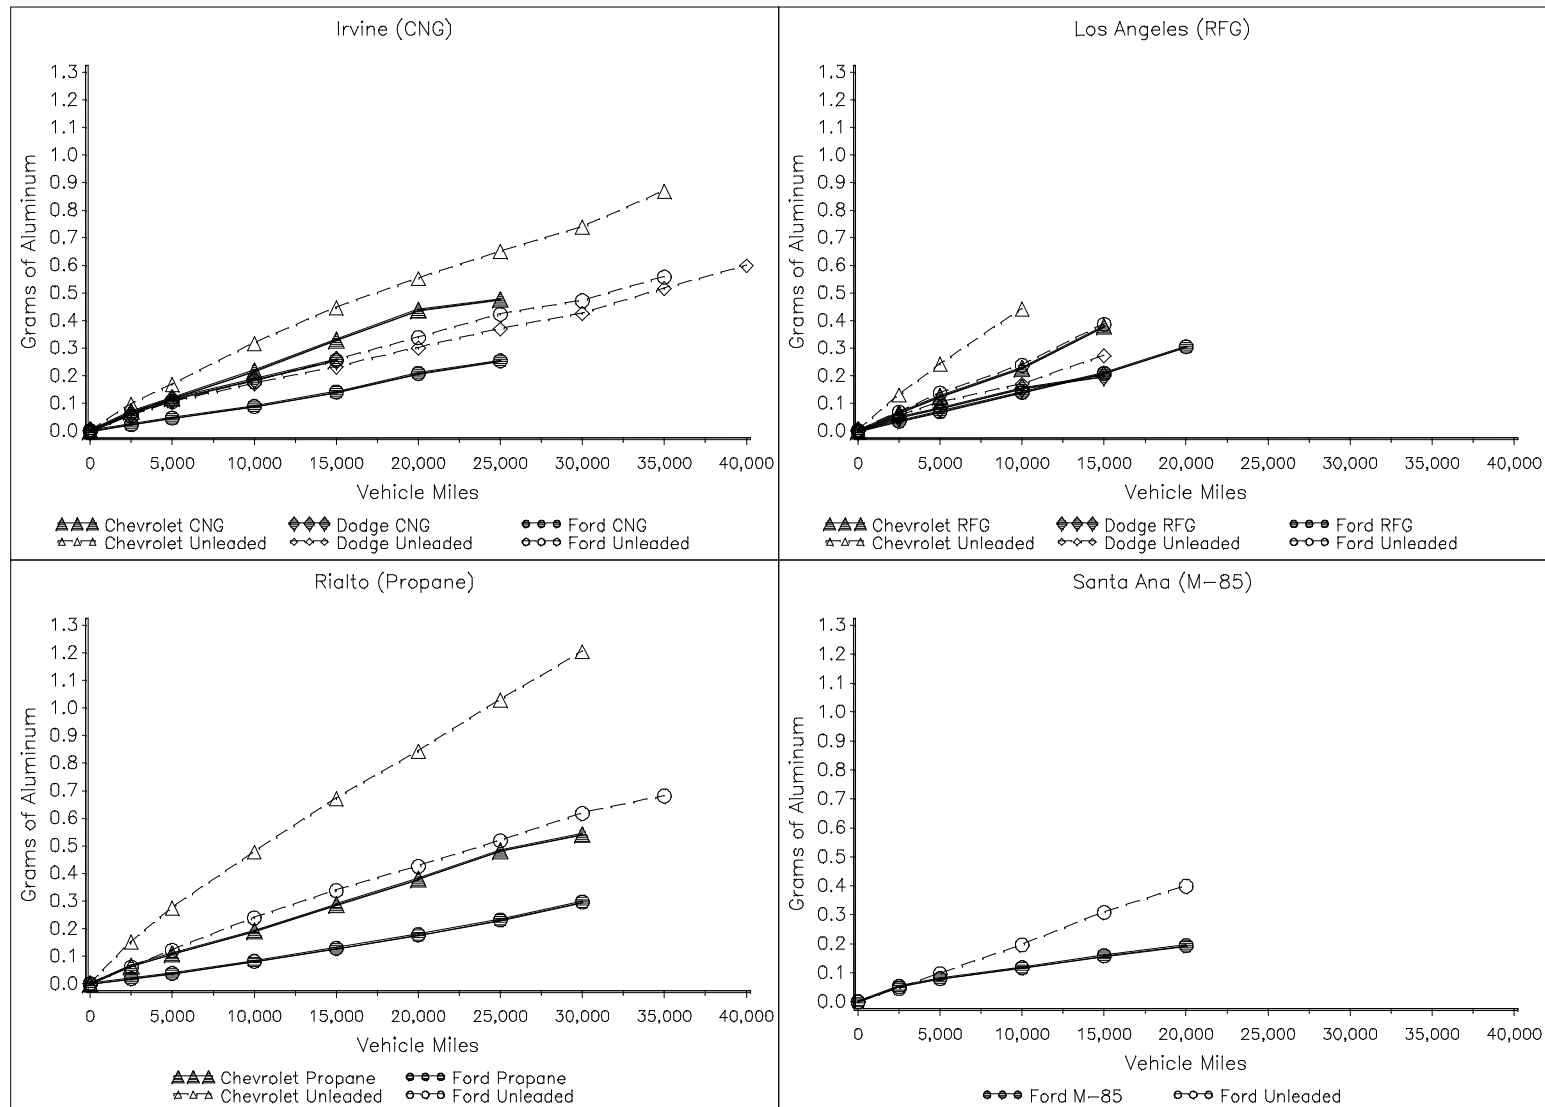 Irvine (CNG)
Grams of Aluminum
1.3
1.2
1.1
1.0
0.9
0.8
0.7
0.6
0.5
0.4
0.3
0.2
0.1
0.0
0 5,000 10,000 15,000 20,000 25,000 30,000 35,000 40,000
Vehicle Miles
Chevrolet CNG Dodge CNG Ford CNG
Chevrolet Unleaded Dodge Unleaded Ford Unleaded
Los Angeles (RFG)
Grams of Aluminum
1.3
1.2
1.1
1.0
0.9
0.8
0.7
0.6
0.5
0.4
0.3
0.2
0.1
0.0
0 5,000 10,000 15,000 20,000 25,000 30,000 35,000 40,000
Vehicle Miles
Chevrolet RFG Dodge RFG Ford RFG
Chevrolet Unleaded Dodge Unleaded Ford Unleaded
Rialto (Propane)
Grams of Aluminum
1.3
1.2
1.1
1.0
0.9
0.8
0.7
0.6
0.5
0.4
0.3
0.2
0.1
0.0
0 5,000 10,000 15,000 20,000 25,000 30,000 35,000 40,000
Vehicle Miles
Chevrolet Propane Ford Propane
Chevrolet Unleaded Ford Unleaded
Santa Ana (M-85)
Grams of Aluminum
1.3
1.2
1.1
1.0
0.9
0.8
0.7
0.6
0.5
0.4
0.3
0.2
0.1
0.0
0 5,000 10,000 15,000 20,000 25,000 30,000 35,000 40,000
Vehicle Miles
Ford M-85 Ford Unleaded